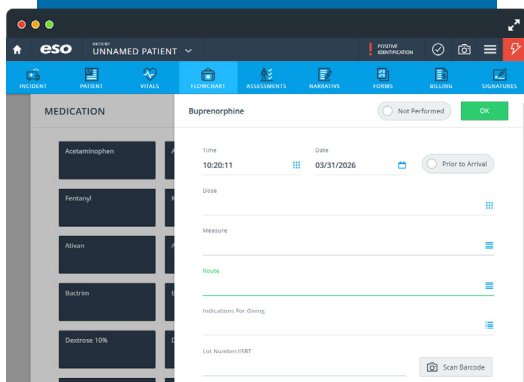 eso
PATIENT
UNNAMED PATIENT
POSITIVE
IDENTIFICATION
INCIDENT
PATIENT
VITALS
FLOWCHART
ASSESSMENTS
NARRATIVE
FORMS
BILLING
SIGNATURES
MEDICATION
Buprenorphine
Not Performed
OK
Acetaminophen
Time
Date
10:20:11
03/31/2026
Prior to Arrival
Fentanyl
Dose
Ativan
Measure
Bactrim
Route
Indications For Giving
Dextrose 10%
Lot Number/ISBT
Scan Barcode